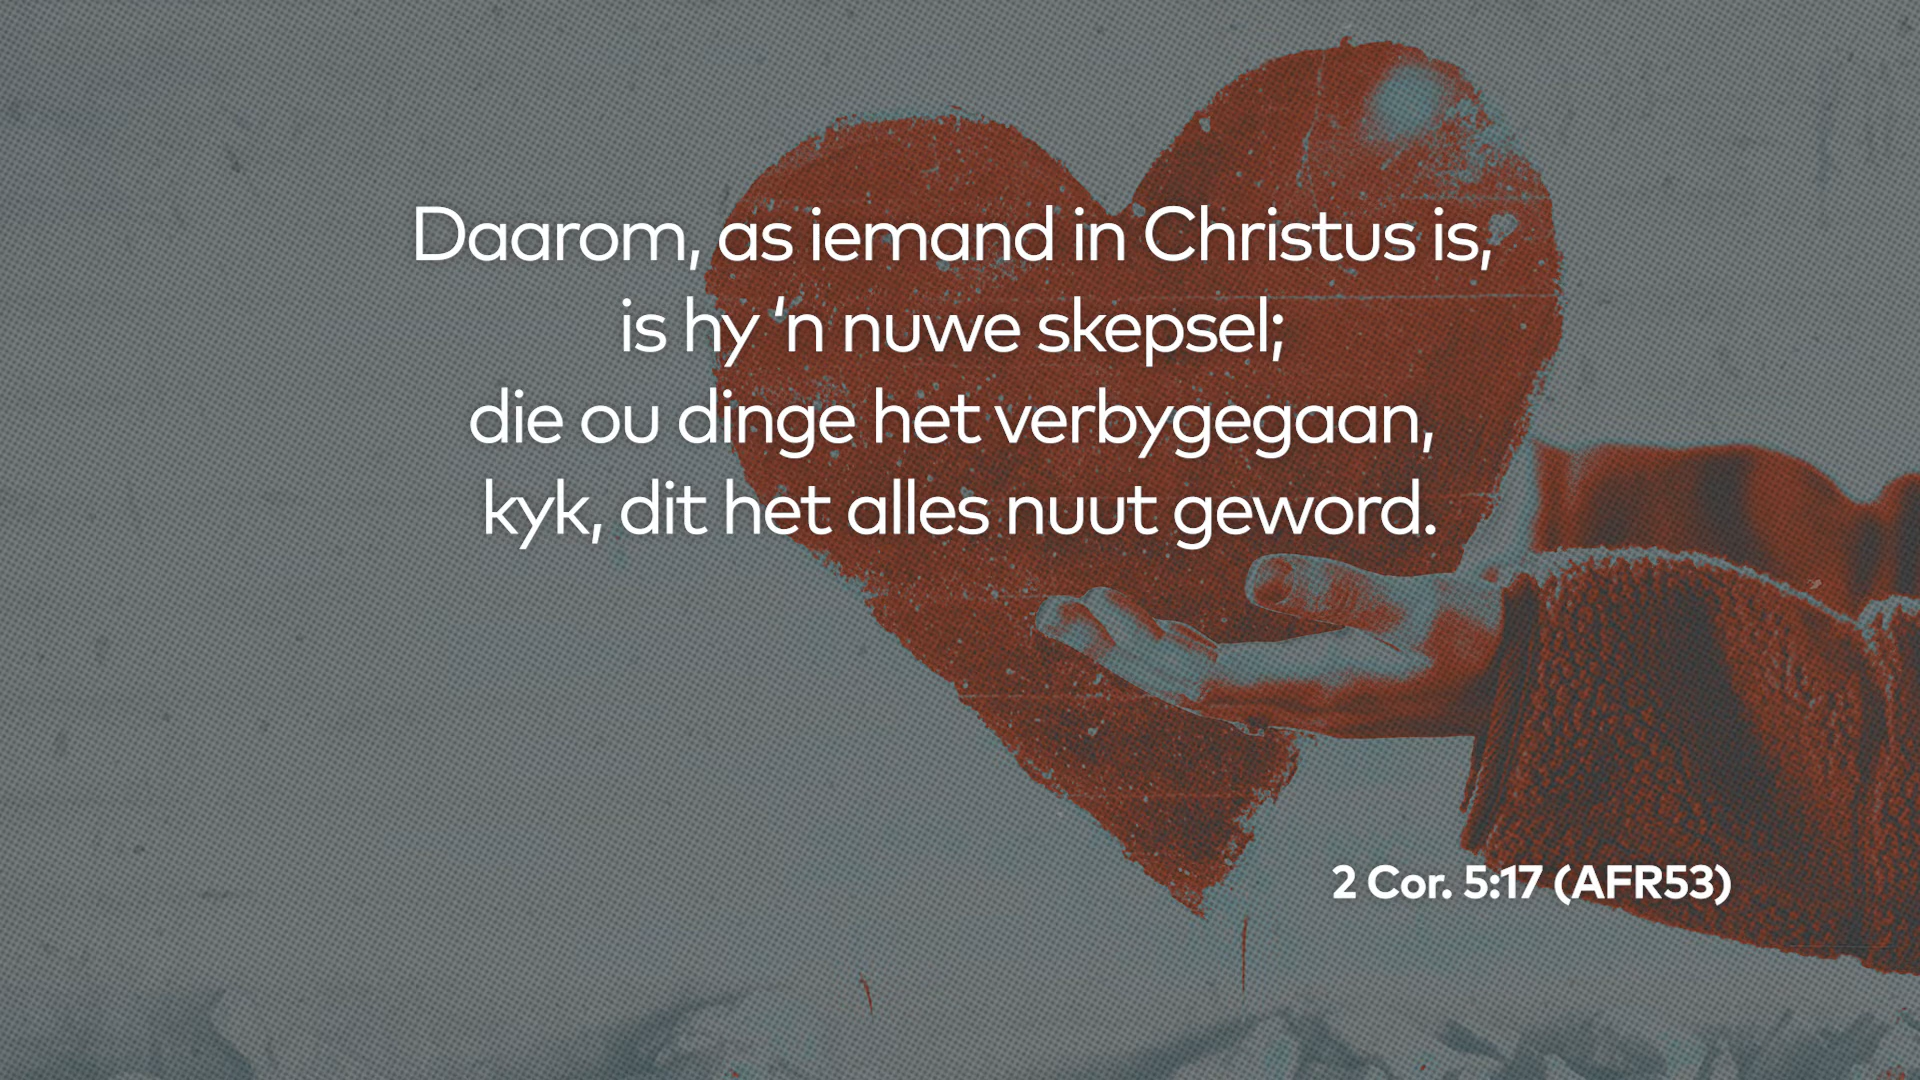 Daarom, as iemand in Christus is,
is hy ‘n nuwe skepsel;
die ou dinge het verbygegaan,
kyk, dit het alles nuut geword.
2 Cor. 5:17 (AFR53)